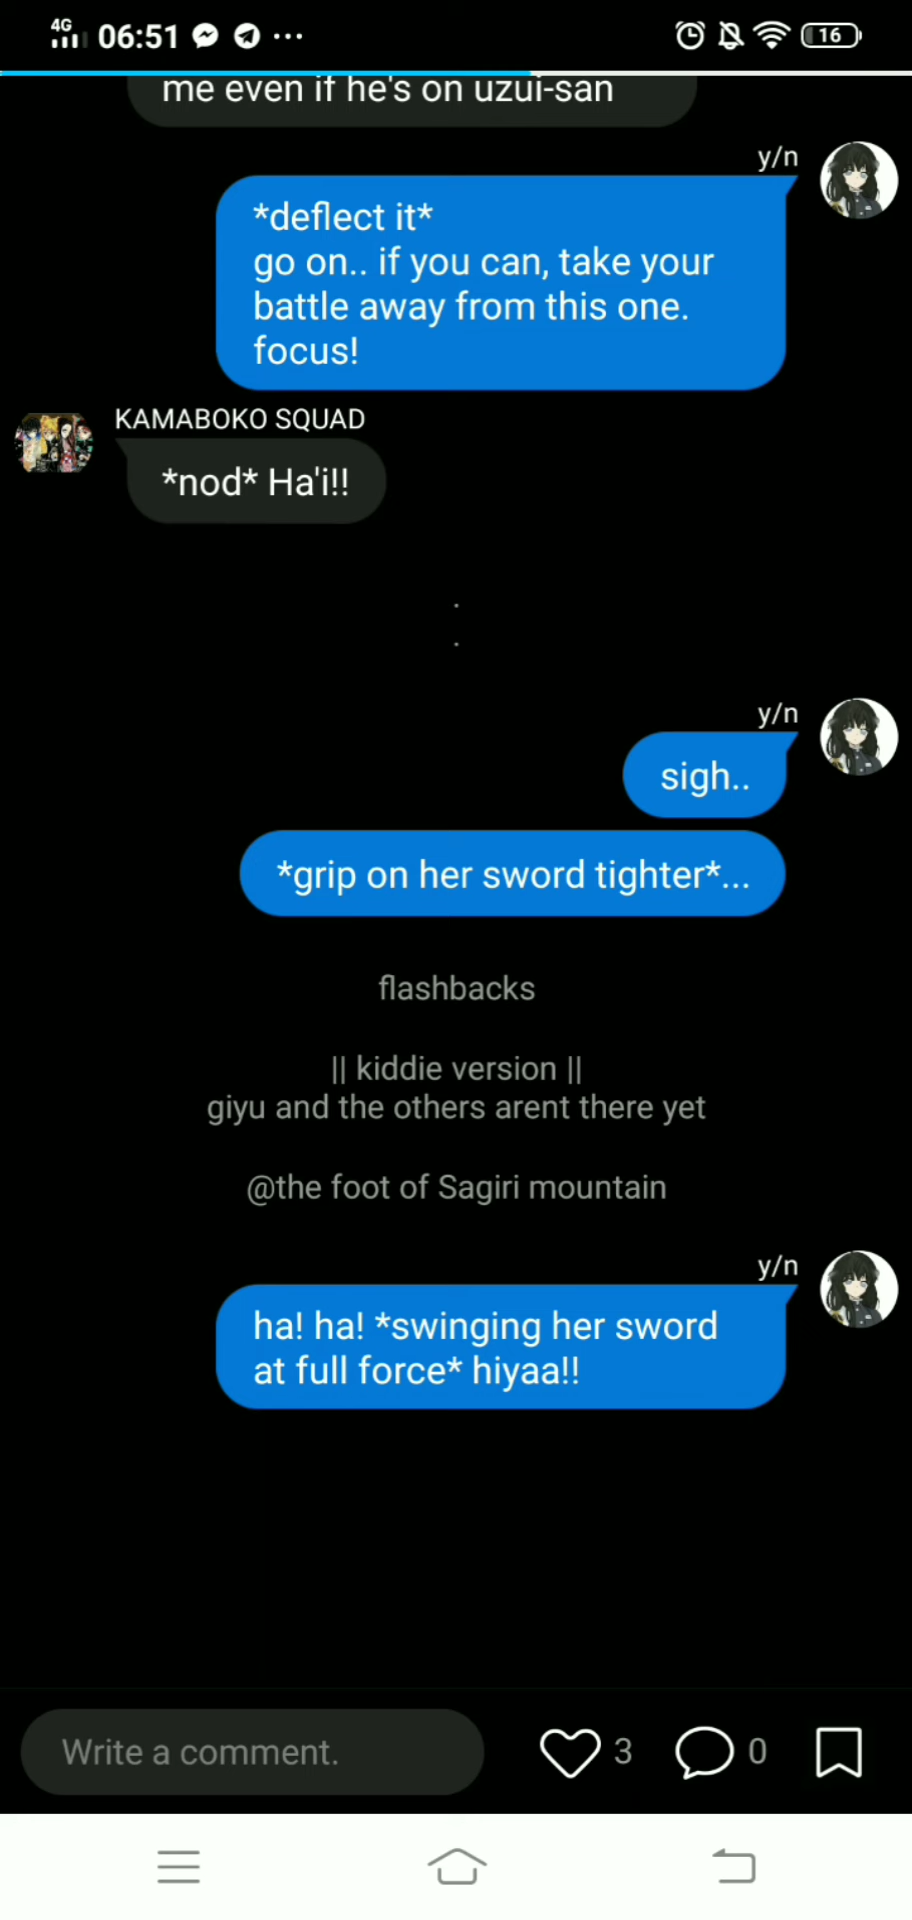 4G 06:51 16
me even if he's on uzui-san
y/n
*deflect it*
go on.. if you can, take your
battle away from this one.
focus!
KAMABOKO SQUAD
*nod* Ha'i!!
.
.
y/n
sigh..
*grip on her sword tighter*...
flashbacks
|| kiddie version ||
giyu and the others arent there yet
@the foot of Sagiri mountain
y/n
ha! ha! *swinging her sword
at full force* hiyaa!!
Write a comment. 3 0